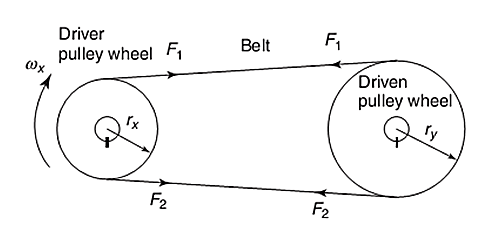 Driver
pulley wheel
F1
Belt
F1
ωx
Driven
pulley wheel
rx
ry
F2
F2